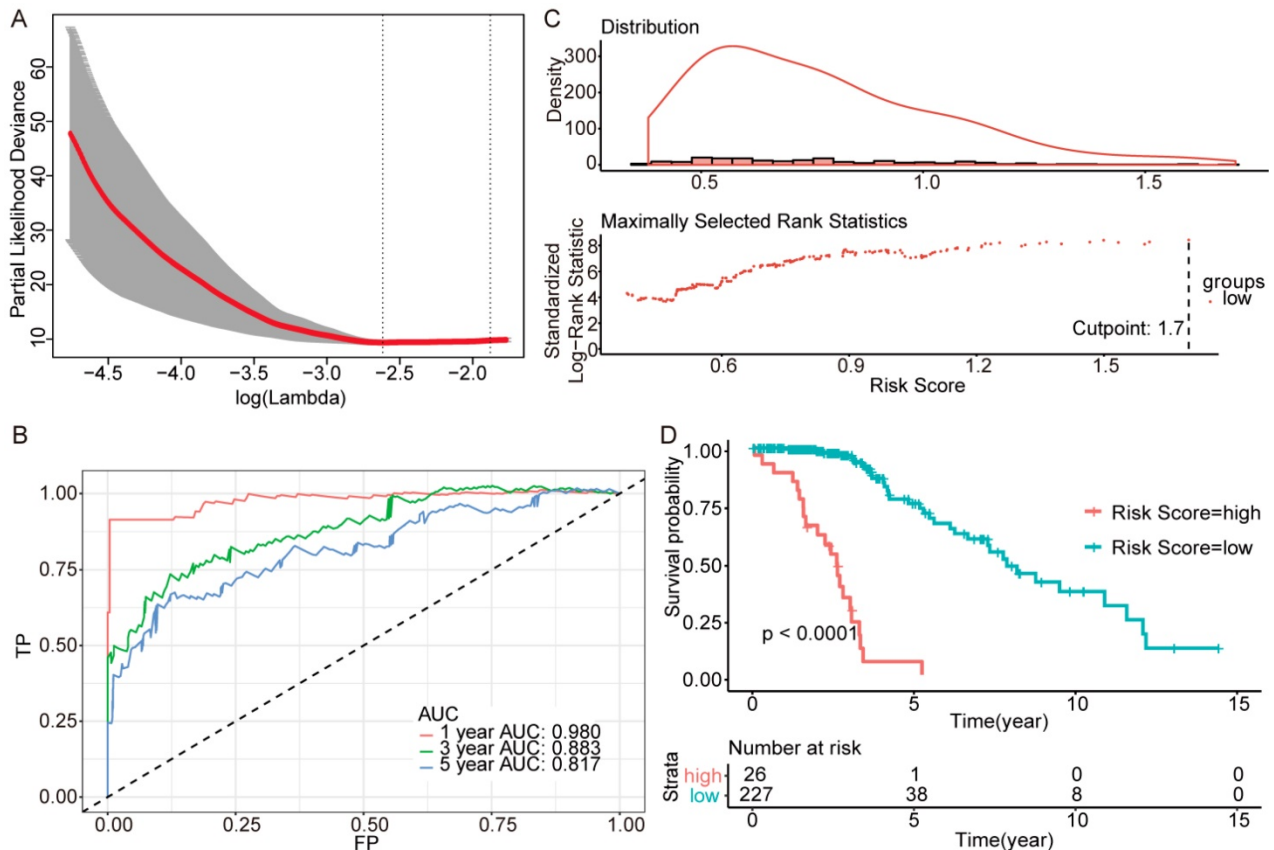 A
Partial Likelihood Deviance
60
50
40
30
20
10
−4.5 −4.0 −3.5 −3.0 −2.5 −2.0
log(Lambda)
C
Distribution
Density
300
200
100
0
0.5 1.0 1.5
Maximally Selected Rank Statistics
Standardized
Log−Rank Statistic
8
6
4
2
0
groups
low
Cutpoint: 1.7
0.6 0.9 1.2 1.5
Risk Score
B
TP
1.00
0.75
0.50
0.25
0.00
AUC
1 year AUC: 0.980
3 year AUC: 0.883
5 year AUC: 0.817
0.00 0.25 0.50 0.75 1.00
FP
D
Survival probability
1.00
0.75
0.50
0.25
0.00
Risk Score=high
Risk Score=low
p < 0.0001
0 5 10 15
Time(year)
Number at risk
Strata
high 26 1 0 0
low 227 38 8 0
0 5 10 15
Time(year)